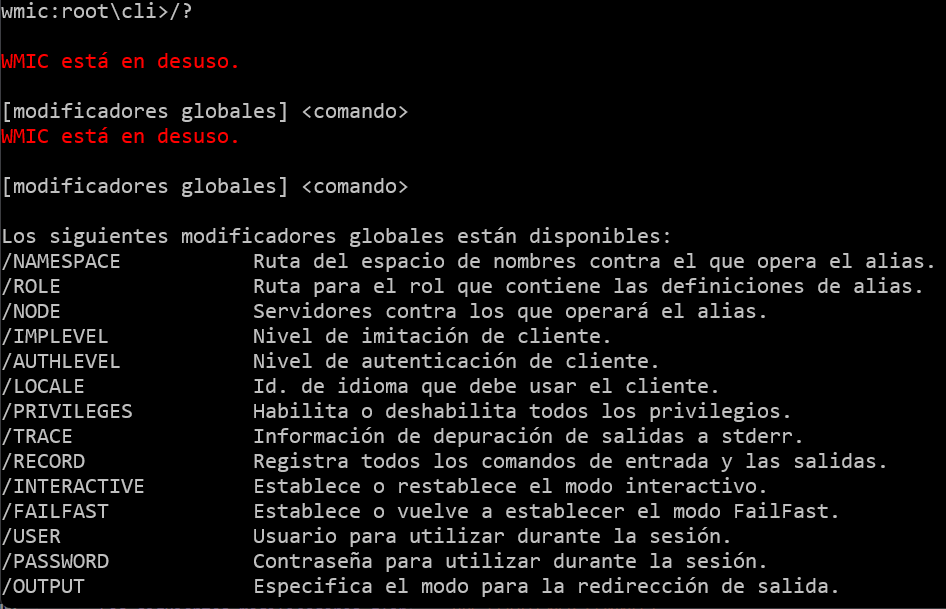 wmic:root\cli>/?
WMIC está en desuso.
[modificadores globales] <comando>
WMIC está en desuso.
[modificadores globales] <comando>
Los siguientes modificadores globales están disponibles:
/NAMESPACE Ruta del espacio de nombres contra el que opera el alias.
/ROLE Ruta para el rol que contiene las definiciones de alias.
/NODE Servidores contra los que operará el alias.
/IMPLEVEL Nivel de imitación de cliente.
/AUTHLEVEL Nivel de autenticación de cliente.
/LOCALE Id. de idioma que debe usar el cliente.
/PRIVILEGES Habilita o deshabilita todos los privilegios.
/TRACE Información de depuración de salidas a stderr.
/RECORD Registra todos los comandos de entrada y las salidas.
/INTERACTIVE Establece o restablece el modo interactivo.
/FAILFAST Establece o vuelve a establecer el modo FailFast.
/USER Usuario para utilizar durante la sesión.
/PASSWORD Contraseña para utilizar durante la sesión.
/OUTPUT Especifica el modo para la redirección de salida.